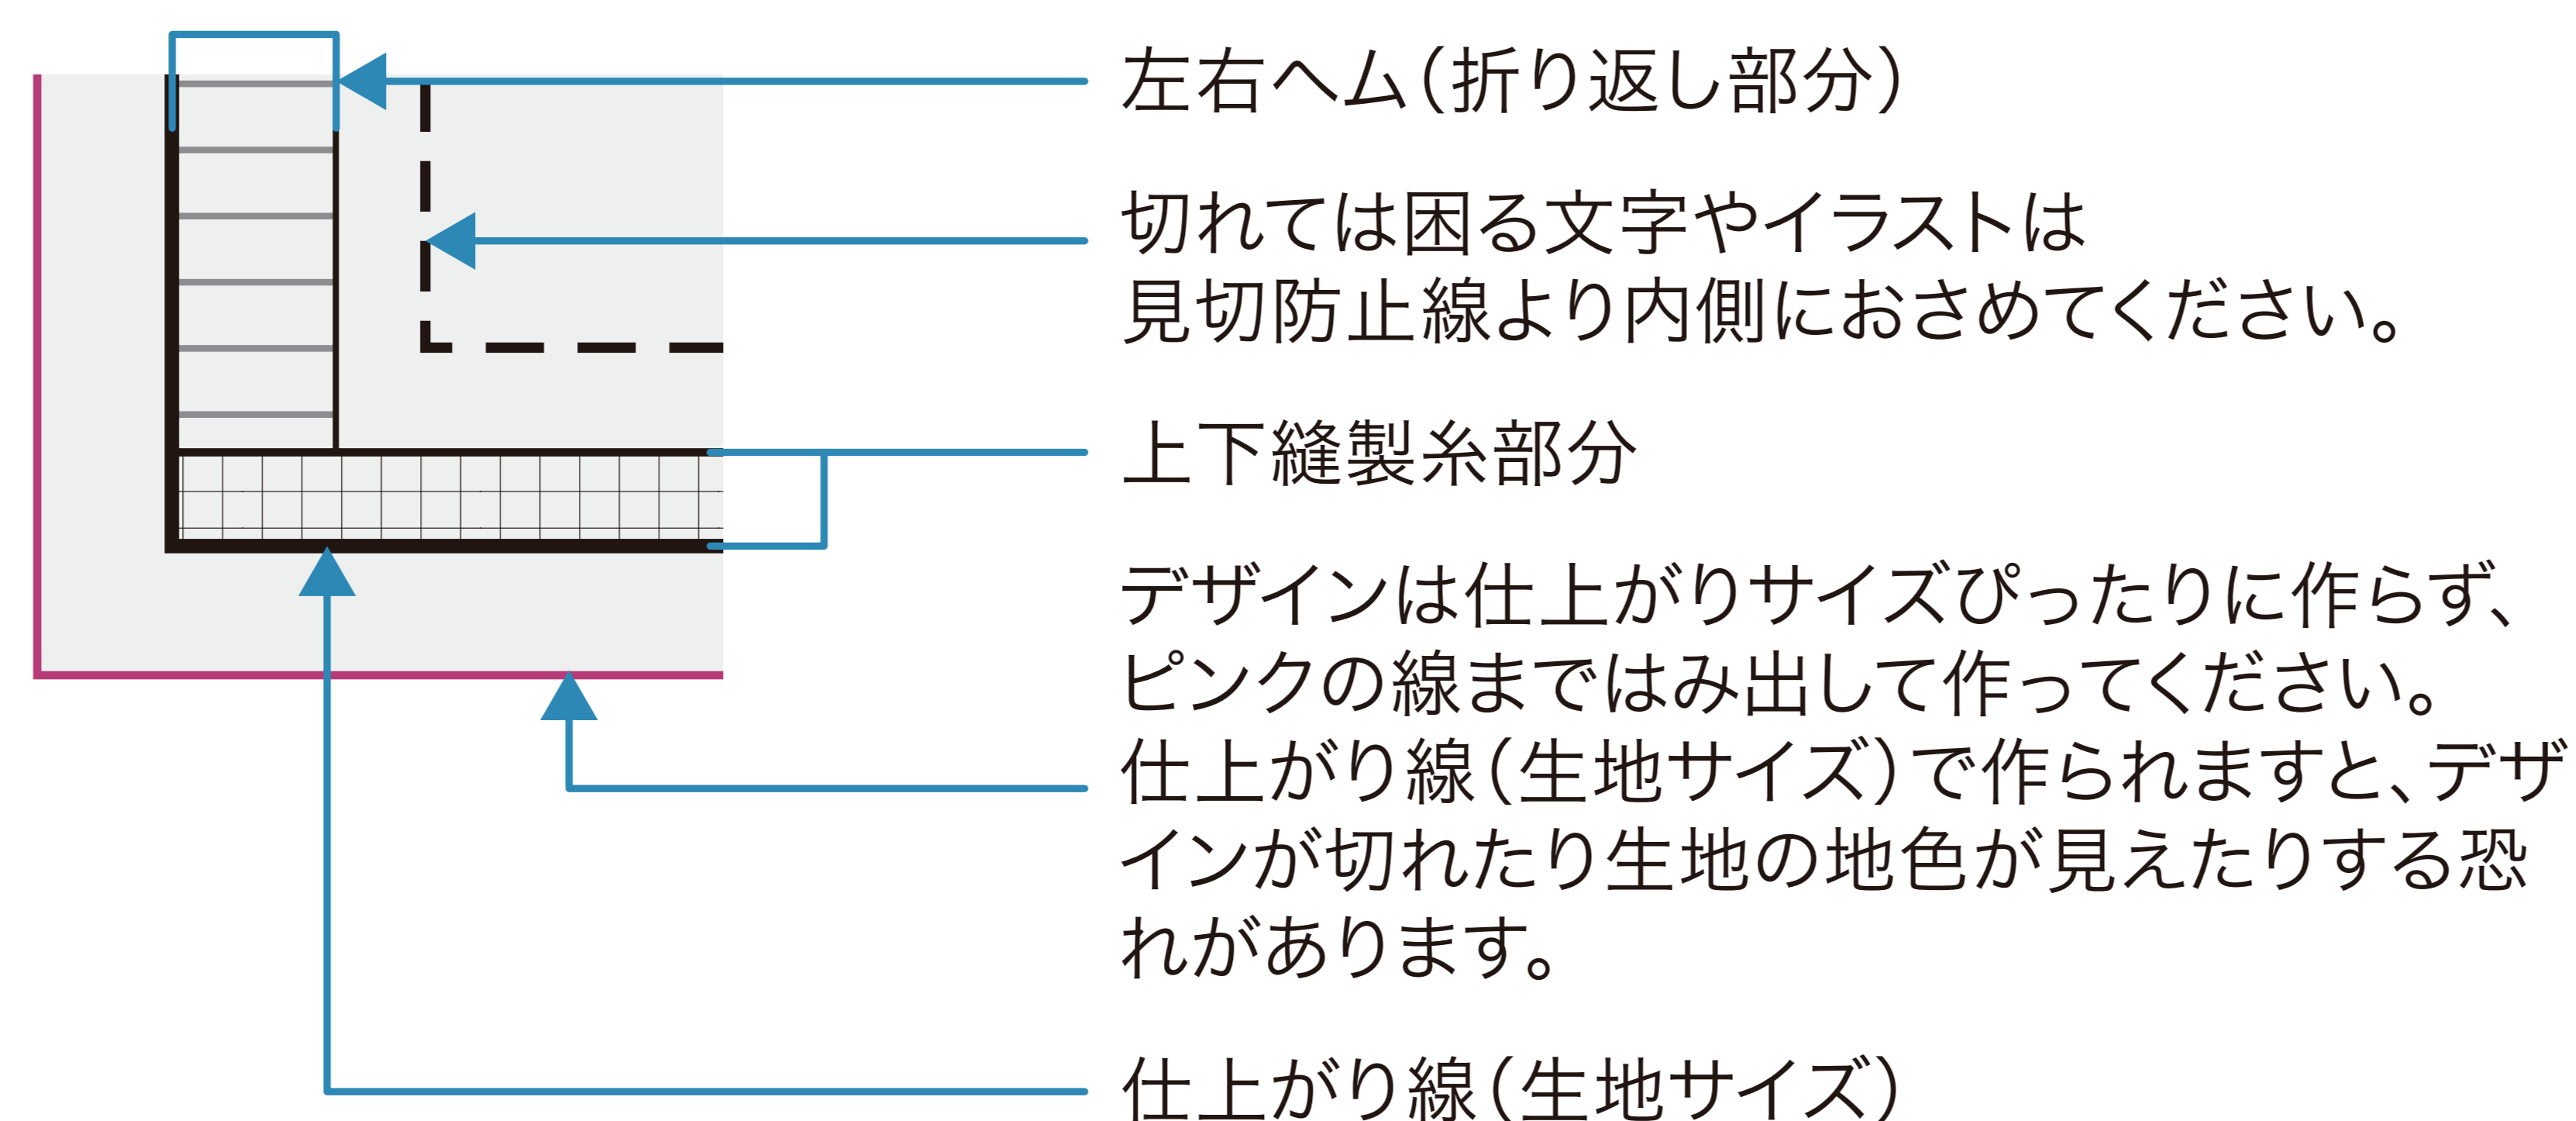 左右ヘム（折り返し部分）
切れては困る文字やイラストは
見切防止線より内側におさめてください。
上下縫製糸部分
デザインは仕上がりサイズぴったりに作らず、
ピンクの線まではみ出して作ってください。
仕上がり線（生地サイズ）で作られますと、デザ
インが切れたり生地の地色が見えたりする恐
れがあります。
仕上がり線（生地サイズ）